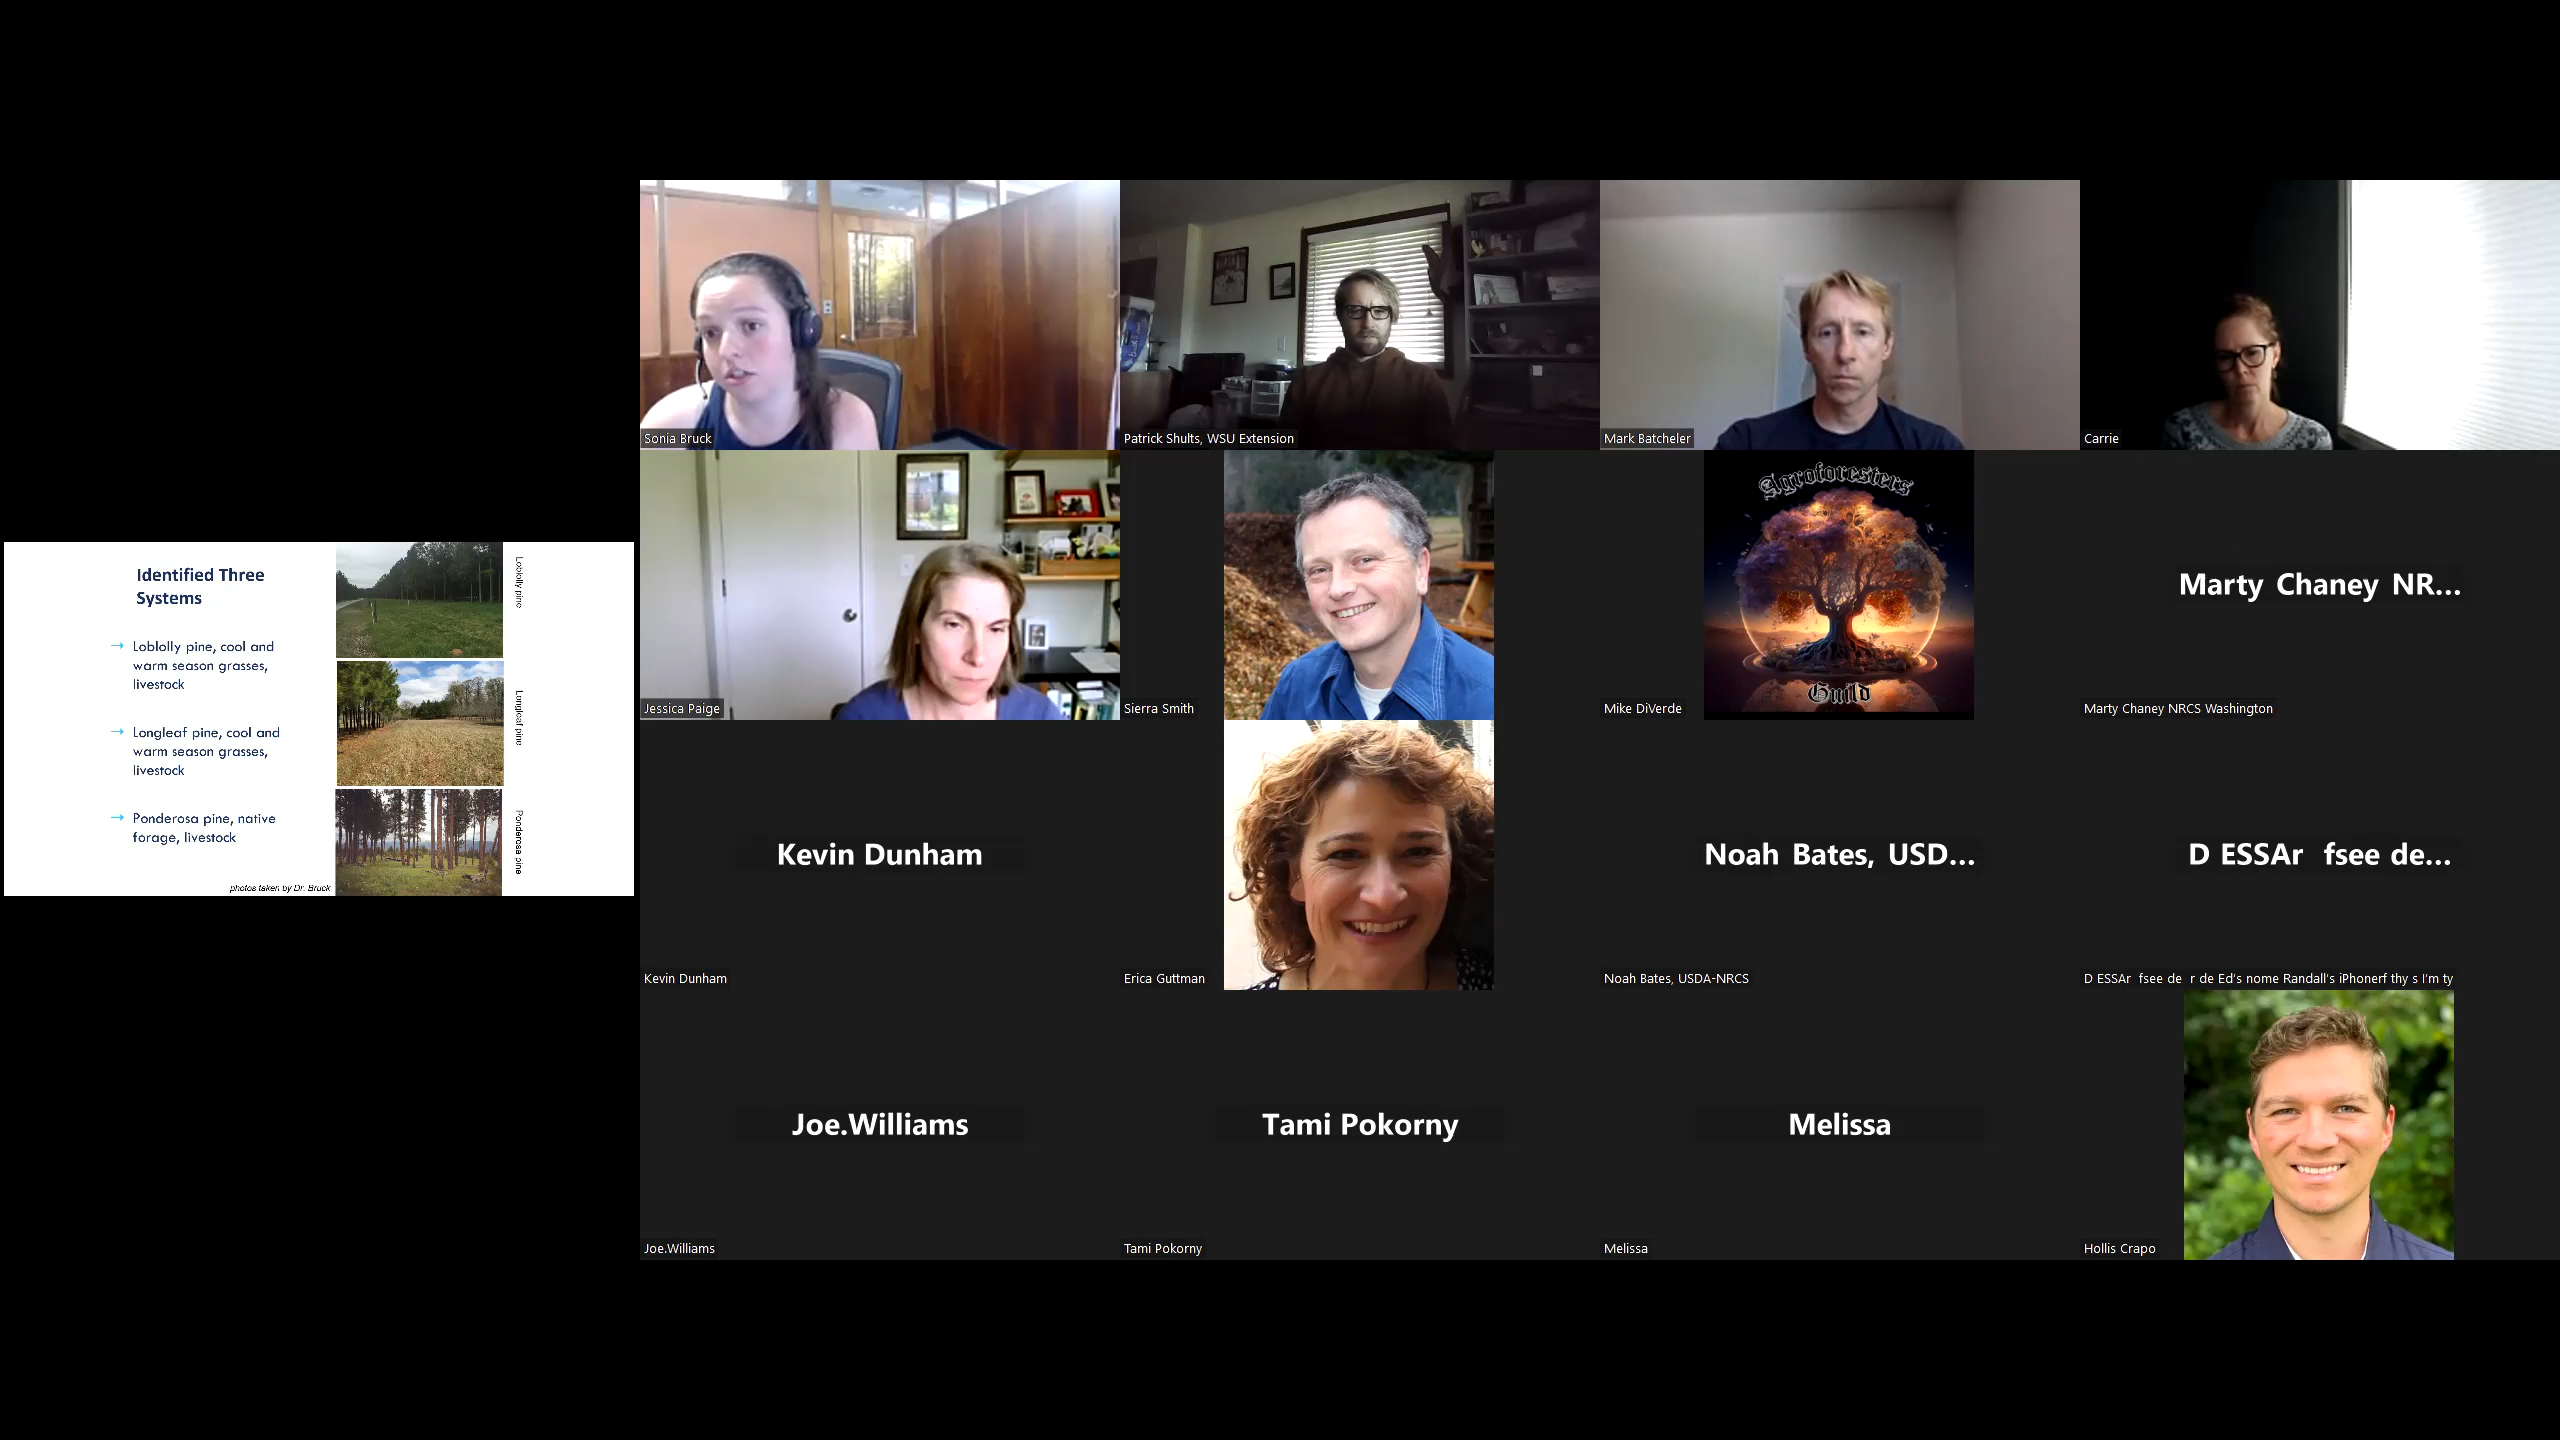 Identified Three
Systems
→ Loblolly pine, cool and
warm season grasses,
livestock
→ Longleaf pine, cool and
warm season grasses,
livestock
→ Ponderosa pine, native
forage, livestock
photos taken by Dr. Bruck
Loblolly pine
Longleaf pine
Ponderosa pine
Sonia Bruck
Patrick Shults, WSU Extension
Mark Batcheler
Carrie
Jessica Paige
Sierra Smith
Agroforesters
Guild
Mike DiVerde
Marty Chaney NR...
Marty Chaney NRCS Washington
Kevin Dunham
Kevin Dunham
Erica Guttman
Noah Bates, USD...
Noah Bates, USDA-NRCS
D ESSAr fsee de...
D ESSAr fsee de r de Ed's nome Randall's iPhonerf thy s I'm ty
Joe.Williams
Joe.Williams
Tami Pokorny
Tami Pokorny
Melissa
Melissa
Hollis Crapo